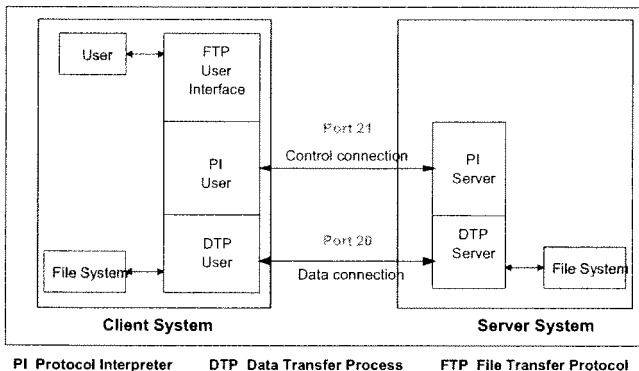 User
FTP
User
Interface
Port 21
Control connection
PI
User
PI
Server
DTP
User
Port 20
Data connection
DTP
Server
File System
File System
Client System
Server System
PI Protocol Interpreter DTP Data Transfer Process FTP File Transfer Protocol